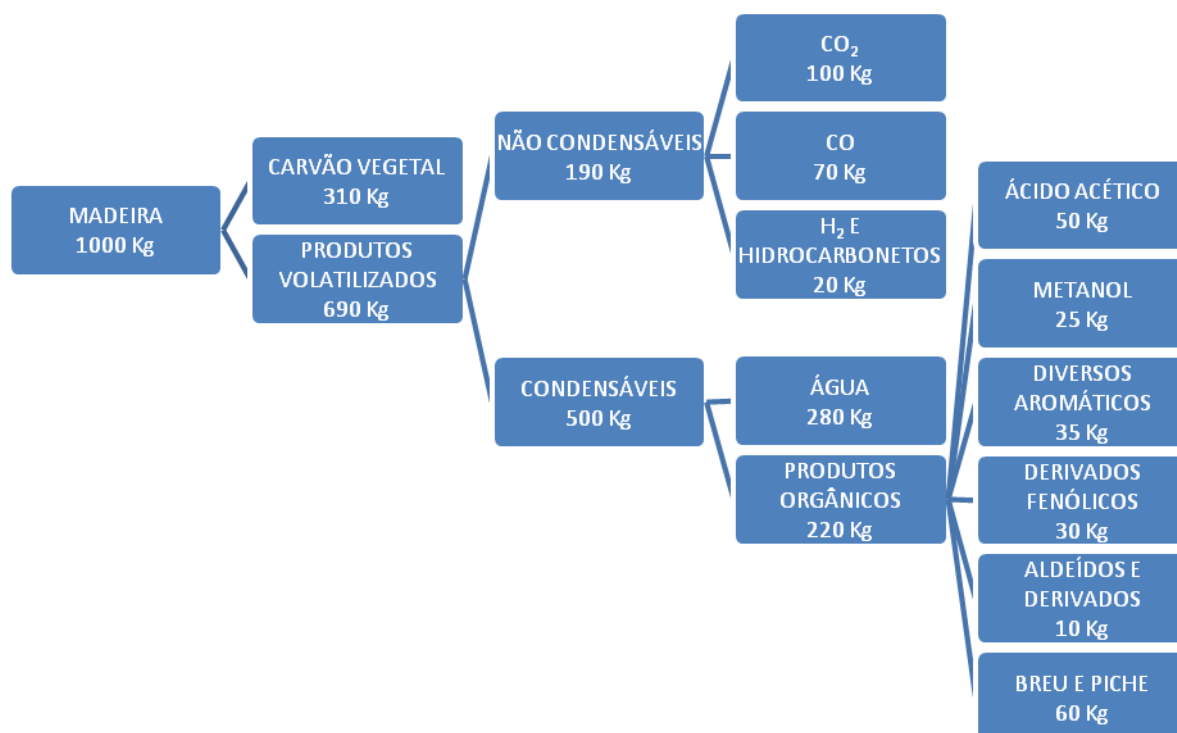 MADEIRA
1000 Kg
CARVÃO VEGETAL
310 Kg
PRODUTOS
VOLATILIZADOS
690 Kg
NÃO CONDENSÁVEIS
190 Kg
CO₂
100 Kg
CO
70 Kg
H₂ E
HIDROCARBONETOS
20 Kg
CONDENSÁVEIS
500 Kg
ÁGUA
280 Kg
PRODUTOS
ORGÂNICOS
220 Kg
ÁCIDO ACÉTICO
50 Kg
METANOL
25 Kg
DIVERSOS
AROMÁTICOS
35 Kg
DERIVADOS
FENÓLICOS
30 Kg
ALDEÍDOS E
DERIVADOS
10 Kg
BREU E PICHE
60 Kg